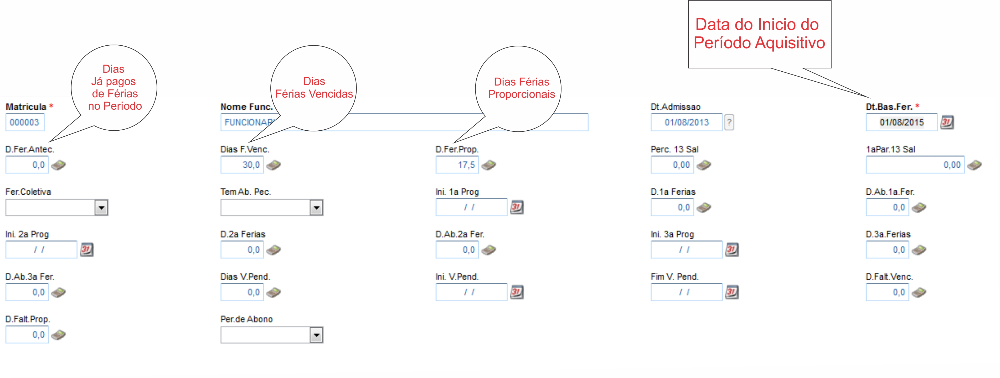 Data do Inicio do
Período Aquisitivo
Dias
Já pagos
de Férias
no Período
Dias
Férias Vencidas
Dias Férias
Proporcionais
Matricula *
Nome Func.
Dt.Admissao
Dt.Bas.Fer. *
000003
01/08/2013
?
01/08/2015
31
D.Fer.Antec.
Dias F.Venc.
D.Fer.Prop.
Perc. 13 Sal
1aPar.13 Sal
0,0
30,0
17,5
0,00
0,00
Fer.Coletiva
Tem Ab. Pec.
Ini. 1a Prog
D.1a Ferias
D.Ab.1a.Fer.
/ /
31
0,0
0,0
Ini. 2a Prog
D.2a Ferias
D.Ab.2a Fer.
Ini. 3a Prog
D.3a.Ferias
/ /
31
0,0
0,0
/ /
31
0,0
D.Ab.3a Fer.
Dias V.Pend.
Ini. V.Pend.
Fim V. Pend.
D.Falt.Venc.
0,0
0,0
/ /
31
/ /
31
0,0
D.Falt.Prop.
Per.de Abono
0,0